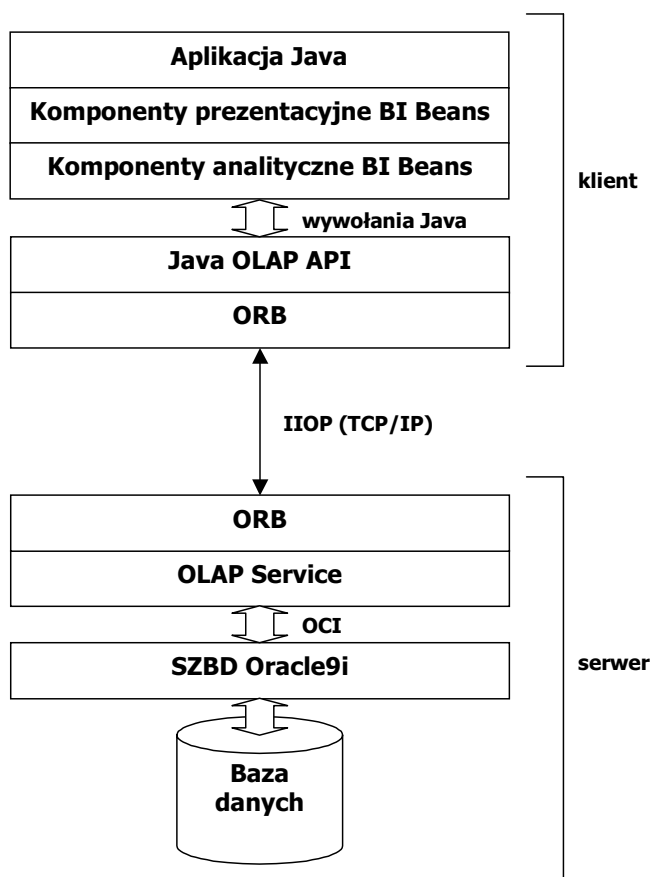 Aplikacja Java
Komponenty prezentacyjne BI Beans
Komponenty analityczne BI Beans
klient
wywołania Java
Java OLAP API
ORB
IIOP (TCP/IP)
ORB
OLAP Service
OCI
SZBD Oracle9i
serwer
Baza
danych